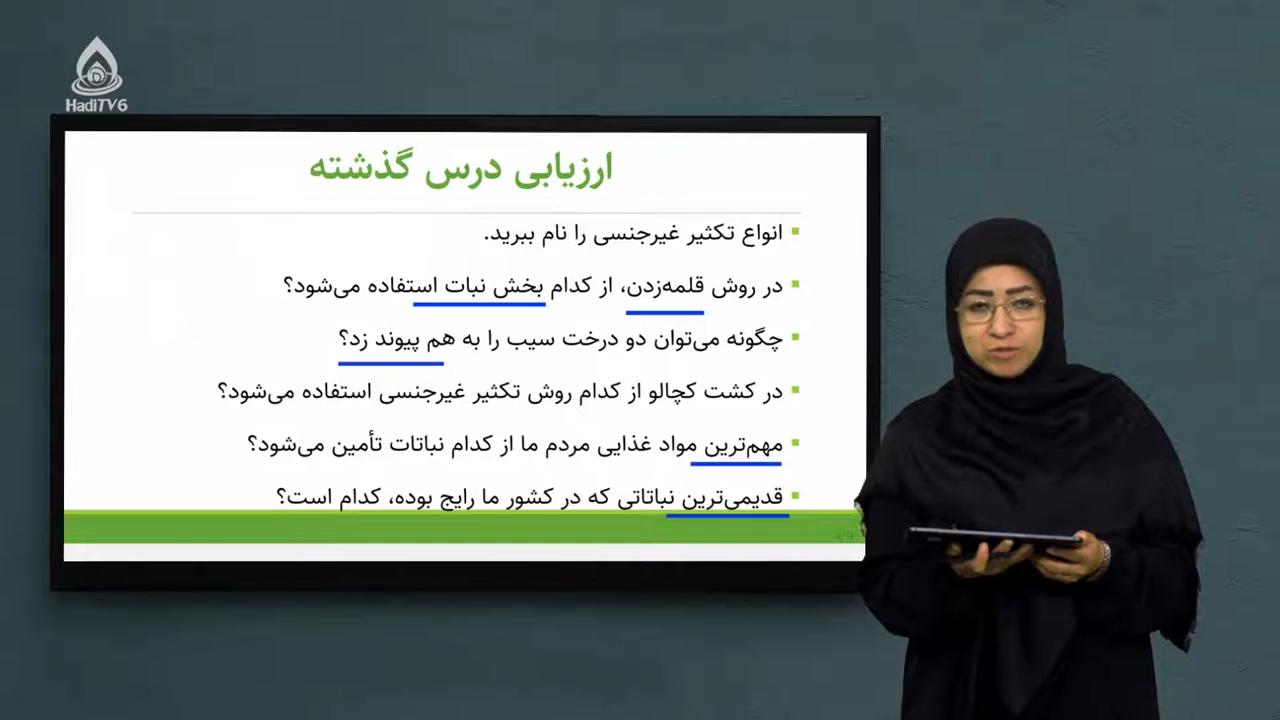 HadiTV6
ارزیابی درس گذشته
انواع تکثیر غیرجنسی را نام ببرید.
در روش قلمه‌زدن، از کدام بخش نبات استفاده می‌شود؟
چگونه می‌توان دو درخت سیب را به هم پیوند زد؟
در کشت کچالو از کدام روش تکثیر غیرجنسی استفاده می‌شود؟
مهم‌ترین مواد غذایی مردم ما از کدام نباتات تأمین می‌شود؟
قدیمی‌ترین نباتاتی که در کشور ما رایج بوده، کدام است؟